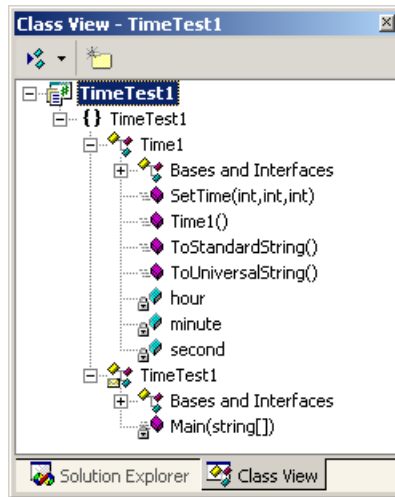 Class View - TimeTest1
TimeTest1
{} TimeTest1
Time1
Bases and Interfaces
SetTime(int,int,int)
Time1()
ToStandardString()
ToUniversalString()
hour
minute
second
TimeTest1
Bases and Interfaces
Main(string[])
Solution Explorer Class View